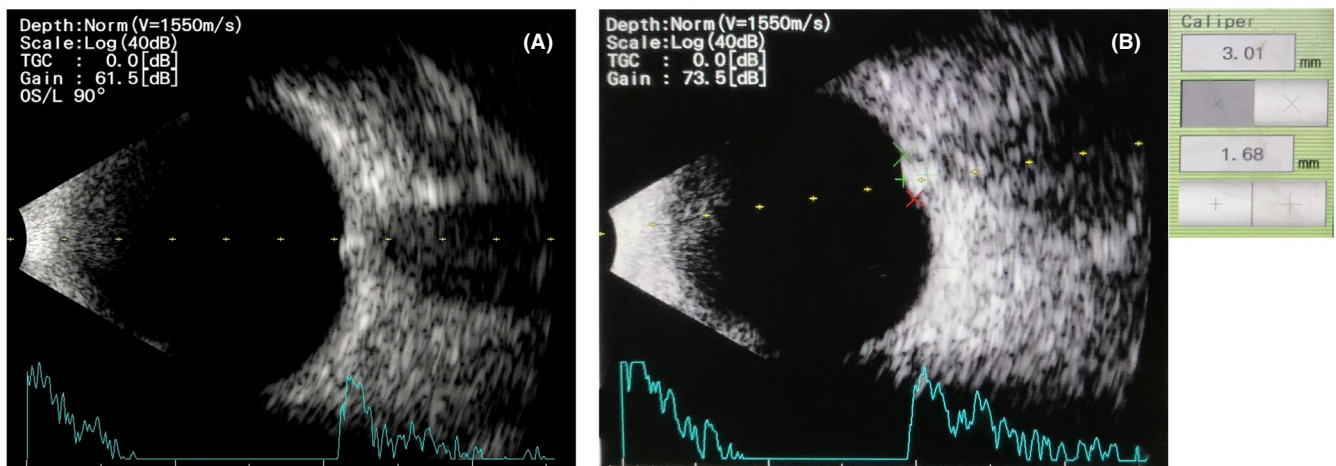 Depth:Norm(V=1550m/s)
Scale:Log(40dB)
TGC : 0.0[dB]
Gain : 61.5[dB]
OS/L 90°
(A)
Depth:Norm(V=1550m/s)
Scale:Log(40dB)
TGC : 0.0[dB]
Gain : 73.5[dB]
(B)
Caliper
3.01 mm
1.68 mm